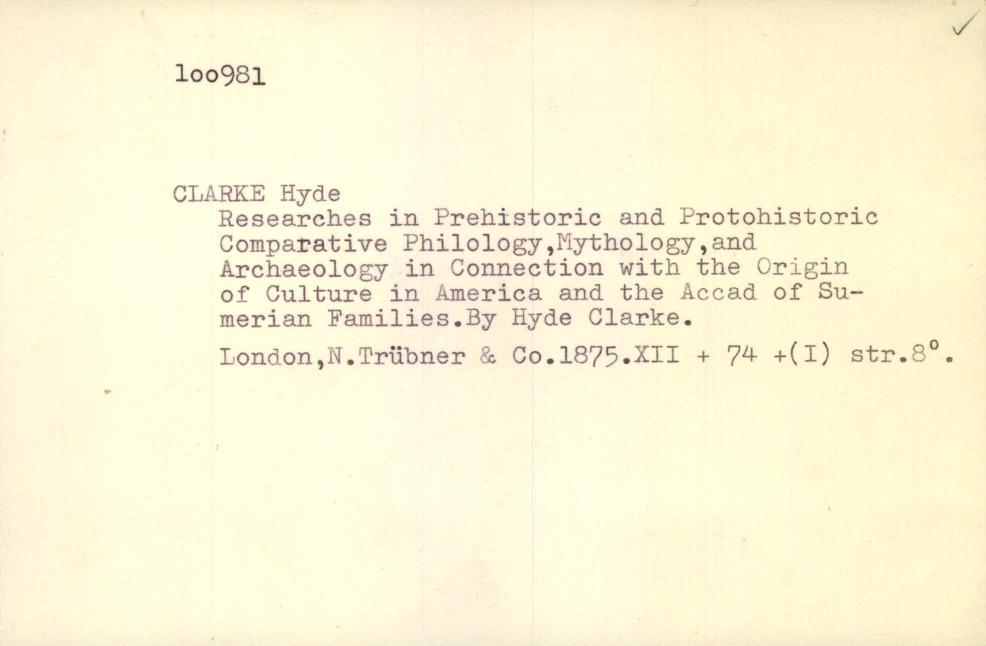 loo981
CLARKE Hyde
Researches in Prehistoric and Protohistoric
Comparative Philology,Mythology,and
Archaeology in Connection with the Origin
of Culture in America and the Accad of Su-
merian Families.By Hyde Clarke.
London,N.Trübner & Co.1875.XII + 74 +(I) str.8°.